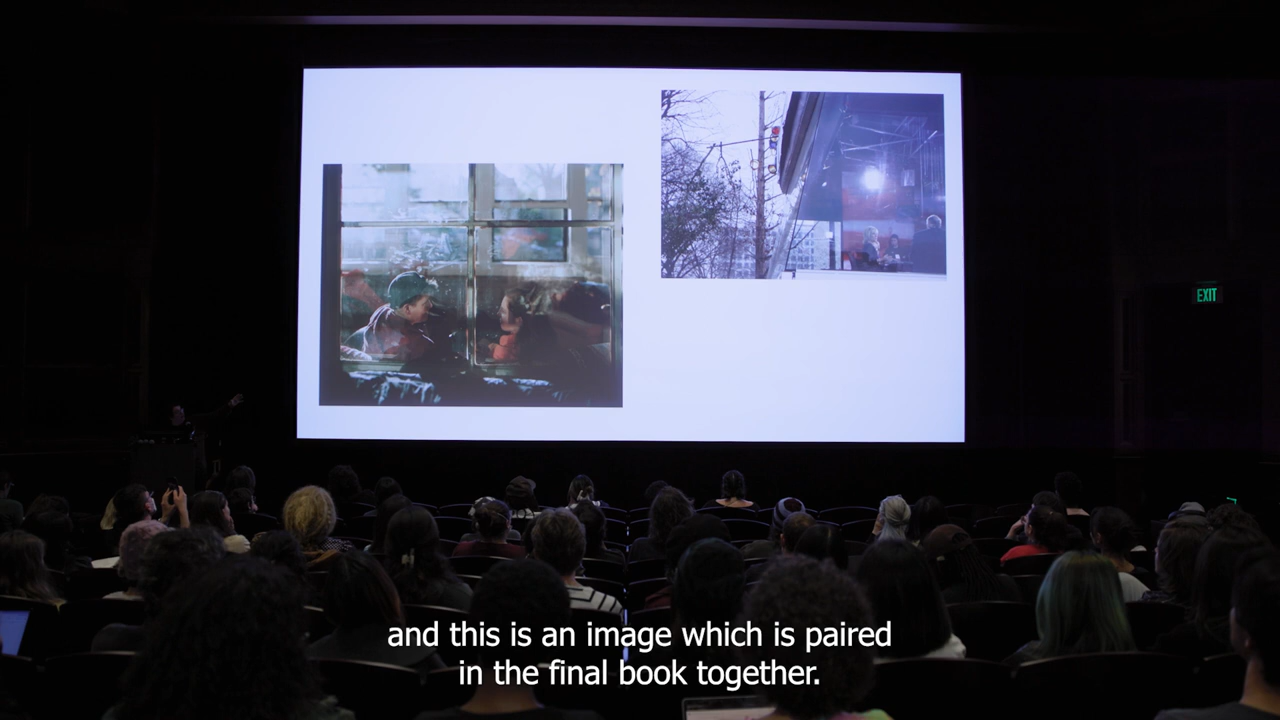 EXIT
and this is an image which is paired
in the final book together.